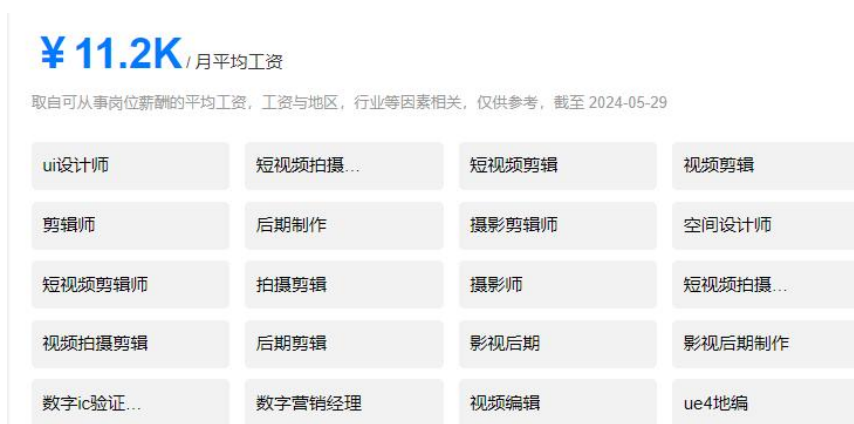 ¥ 11.2K / 月平均工资
取自可从事岗位薪酬的平均工资，工资与地区，行业等因素相关，仅供参考，截至 2024-05-29
ui设计师 短视频拍摄... 短视频剪辑 视频剪辑
剪辑师 后期制作 摄影剪辑师 空间设计师
短视频剪辑师 拍摄剪辑 摄影师 短视频拍摄...
视频拍摄剪辑 后期剪辑 影视后期 影视后期制作
数字ic验证... 数字营销经理 视频编辑 ue4地编